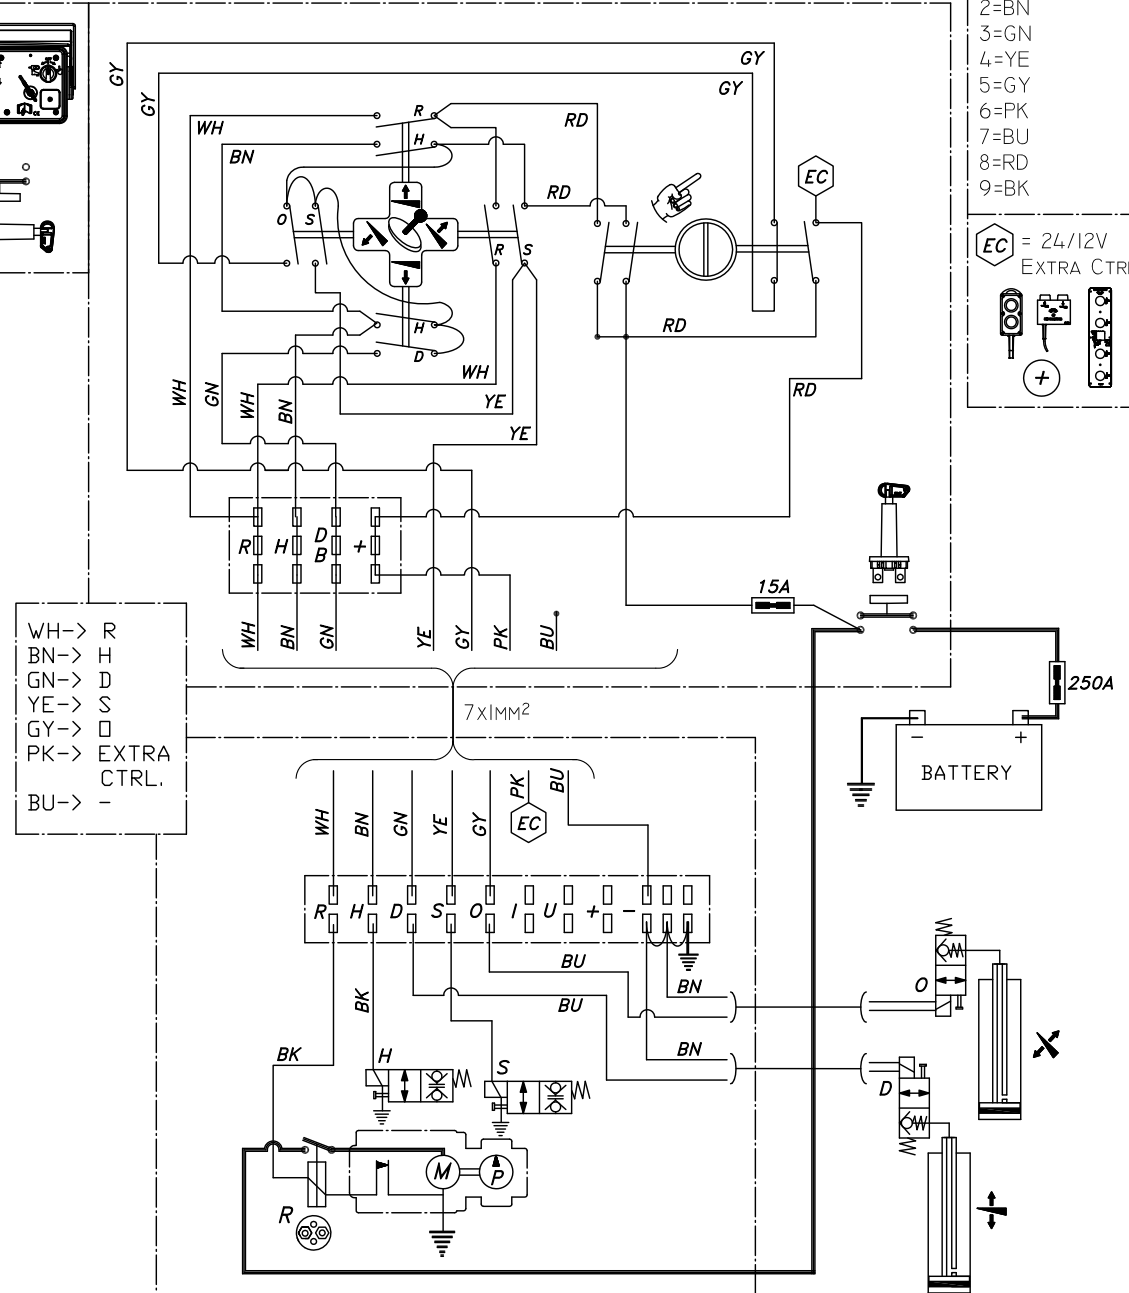 2=BN
3=GN
4=YE
5=GY
6=PK
7=BU
8=RD
9=BK
EC = 24/12V
EXTRA CTRL
+
GY
GY
GY
GY
WH
BN
R
H
RD
RD
EC
O
S
R
S
H
D
RD
RD
WH
YE
YE
WH
GN
WH
BN
R
H
D
B
+
WH
BN
GN
YE
GY
PK
BU
15A
250A
BATTERY
-
+
WH-> R
BN-> H
GN-> D
YE-> S
GY-> O
PK-> EXTRA
CTRL.
BU-> -
7x1MM²
WH
BN
GN
YE
GY
PK
BU
EC
R
H
D
S
O
I
U
+
-
BU
BN
BU
BN
BK
BK
H
S
O
D
M
P
R